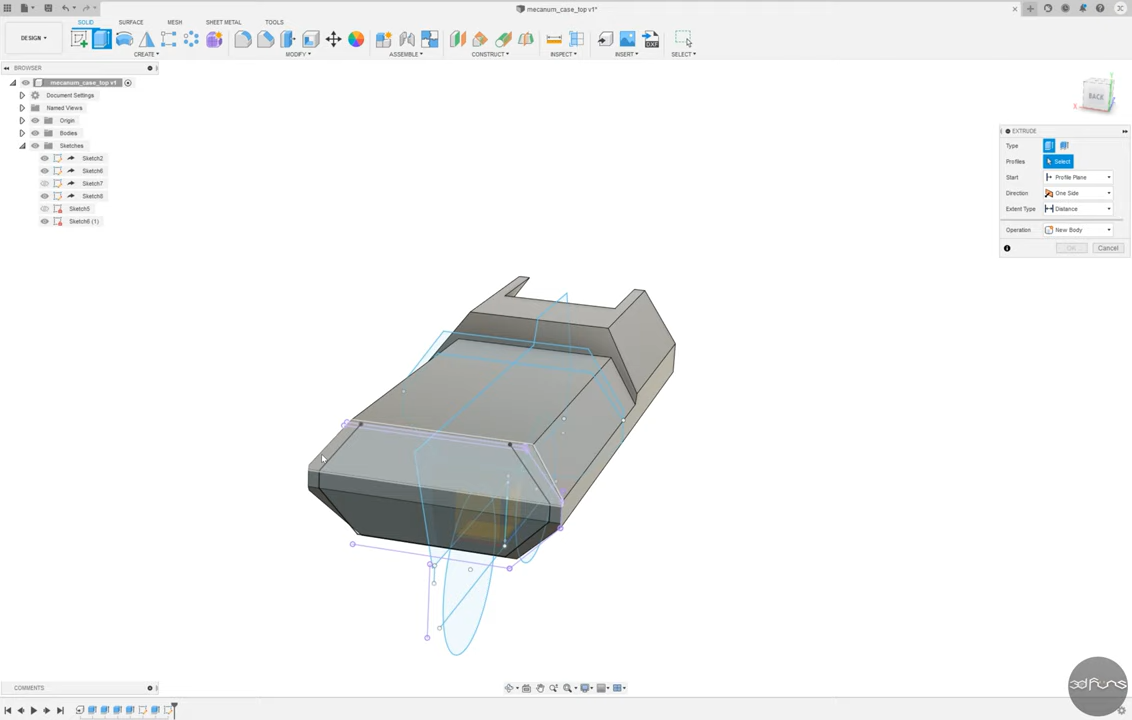 mecanum_case_top v1*
SOLID SURFACE MESH SHEET METAL TOOLS
DESIGN
CREATE MODIFY ASSEMBLE CONSTRUCT INSPECT INSERT SELECT
DXF
BROWSER
mecanum_case_top v1
Document Settings
Named Views
Origin
Bodies
Sketches
Sketch2
Sketch6
Sketch7
Sketch8
Sketch5
Sketch6 (1)
BACK
X
EXTRUDE
Type
Profiles Select
Start Profile Plane
Direction One Side
Extent Type Distance
Operation New Body
OK Cancel
COMMENTS
3dfuns